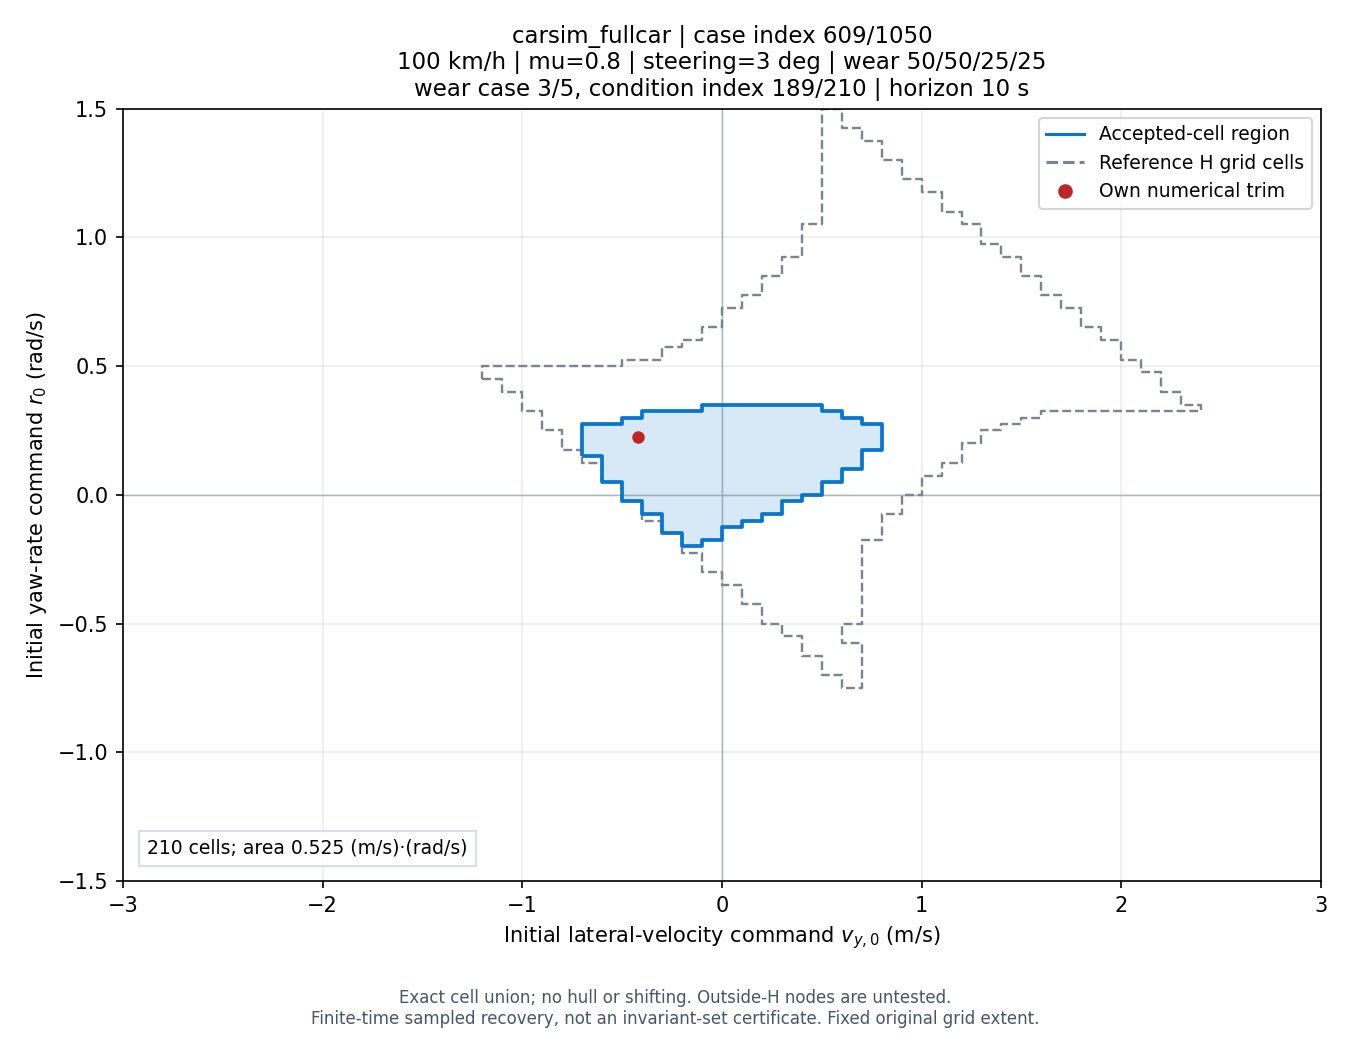 carsim_fullcar | case index 609/1050
100 km/h | mu=0.8 | steering=3 deg | wear 50/50/25/25
wear case 3/5, condition index 189/210 | horizon 10 s
Accepted-cell region
Reference H grid cells
Own numerical trim
1.5
1.0
0.5
0.0
−0.5
−1.0
−1.5
Initial yaw-rate command r₀ (rad/s)
210 cells; area 0.525 (m/s)·(rad/s)
−3
−2
−1
0
1
2
3
Initial lateral-velocity command v_{y,0} (m/s)
Exact cell union; no hull or shifting. Outside-H nodes are untested.
Finite-time sampled recovery, not an invariant-set certificate. Fixed original grid extent.